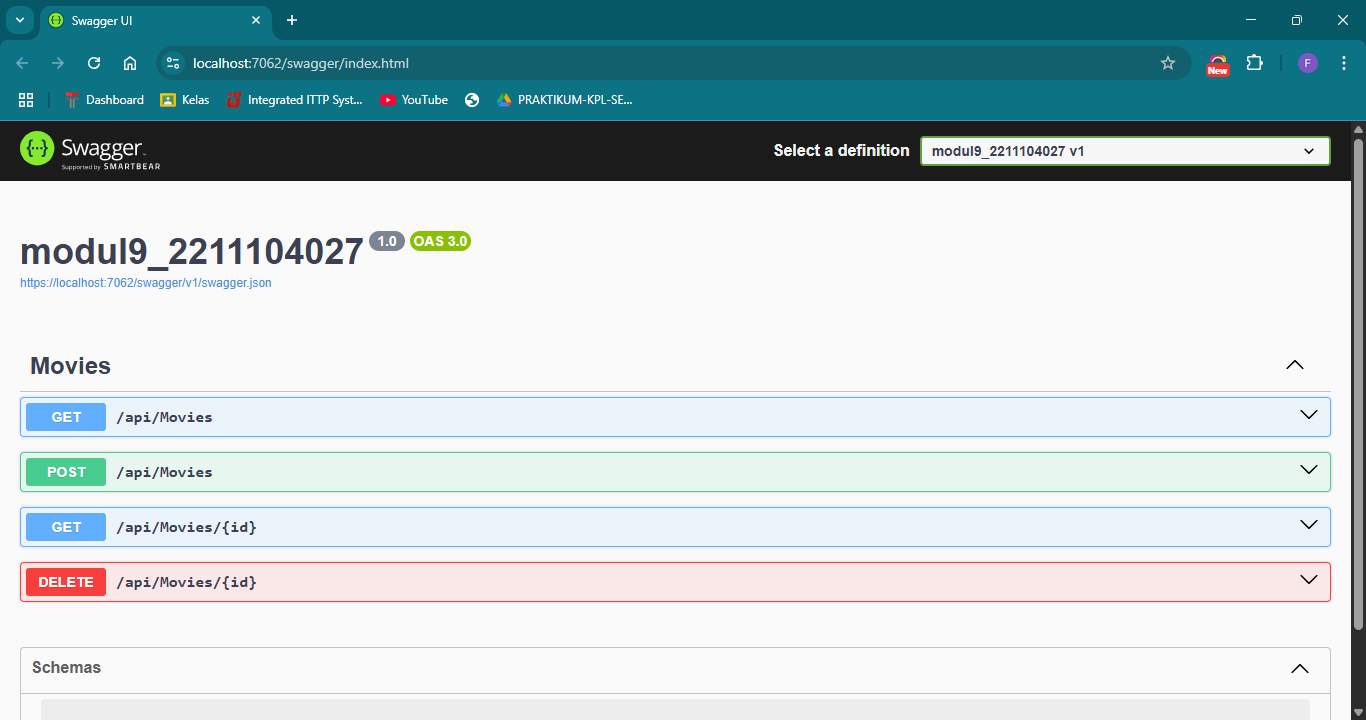 Swagger UI
localhost:7062/swagger/index.html
New
F
Dashboard
Kelas
Integrated ITTP Syst...
YouTube
PRAKTIKUM-KPL-SE...
{···}
Swagger
Supported by SMARTBEAR
Select a definition
modul9_2211104027 v1
modul9_2211104027 1.0 OAS 3.0
https://localhost:7062/swagger/v1/swagger.json
Movies
GET /api/Movies
POST /api/Movies
GET /api/Movies/{id}
DELETE /api/Movies/{id}
Schemas